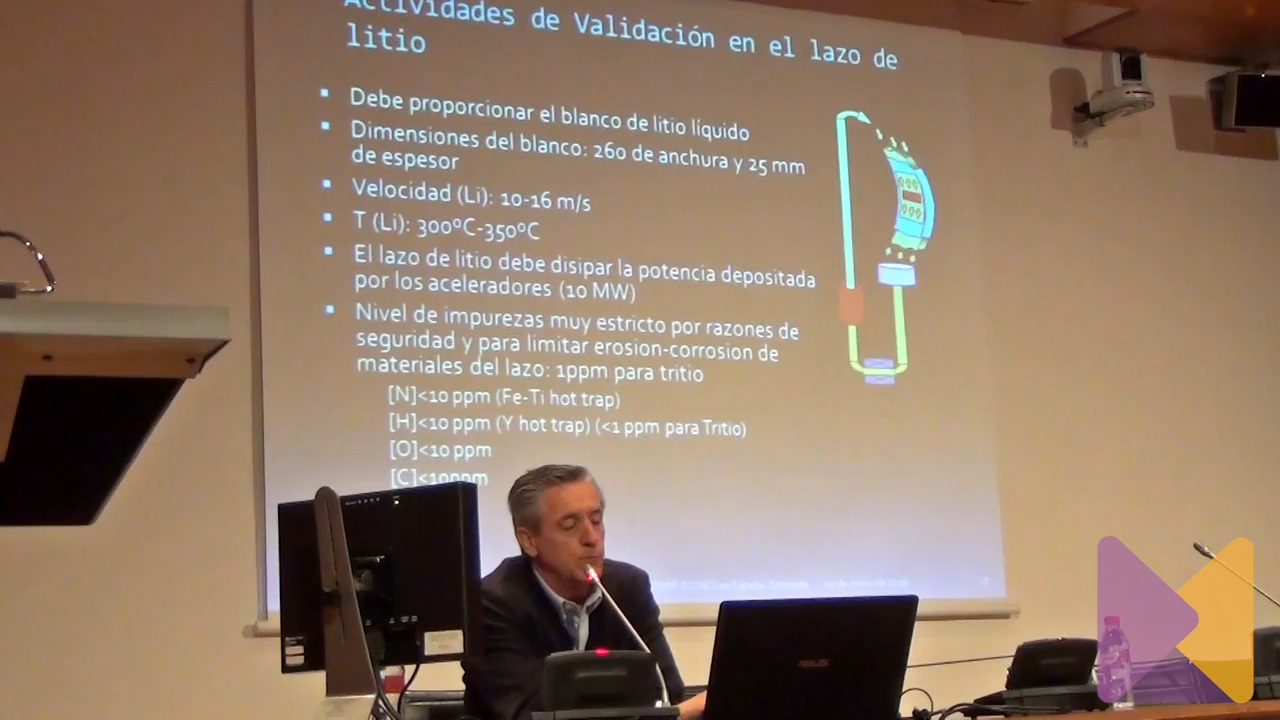 Actividades de Validación en el lazo de
litio
▪ Debe proporcionar el blanco de litio líquido
▪ Dimensiones del blanco: 260 de anchura y 25 mm
de espesor
▪ Velocidad (Li): 10-16 m/s
▪ T (Li): 300ºC-350ºC
▪ El lazo de litio debe disipar la potencia depositada
por los aceleradores (10 MW)
▪ Nivel de impurezas muy estricto por razones de
seguridad y para limitar erosion-corrosion de
materiales del lazo: 1ppm para tritio
[N]<10 ppm (Fe-Ti hot trap)
[H]<10 ppm (Y hot trap) (<1 ppm para Tritio)
[O]<10 ppm
[C]<10ppm
ASUS